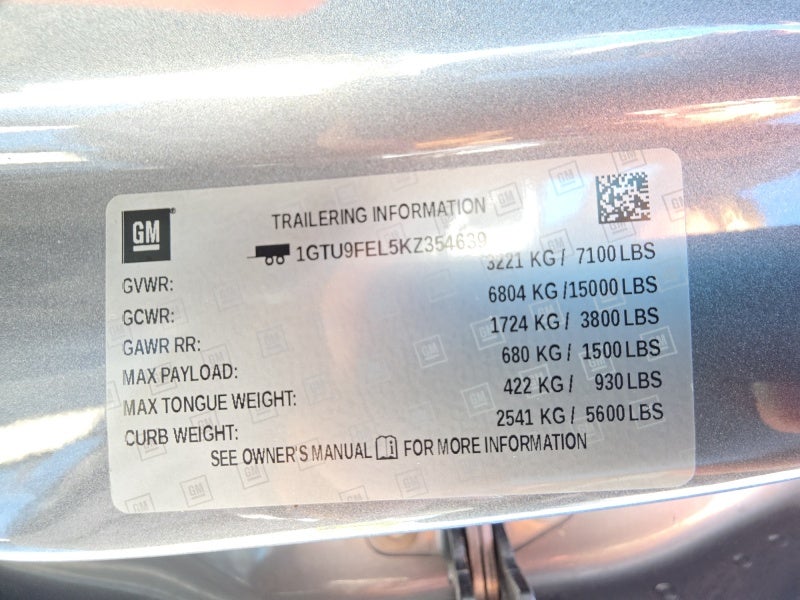 GM
TRAILERING INFORMATION
1GTU9FEL5KZ354639
GVWR: 3221 KG / 7100 LBS
GCWR: 6804 KG /15000 LBS
GAWR RR: 1724 KG / 3800 LBS
MAX PAYLOAD: 680 KG / 1500 LBS
MAX TONGUE WEIGHT: 422 KG / 930 LBS
CURB WEIGHT: 2541 KG / 5600 LBS
SEE OWNER'S MANUAL FOR MORE INFORMATION